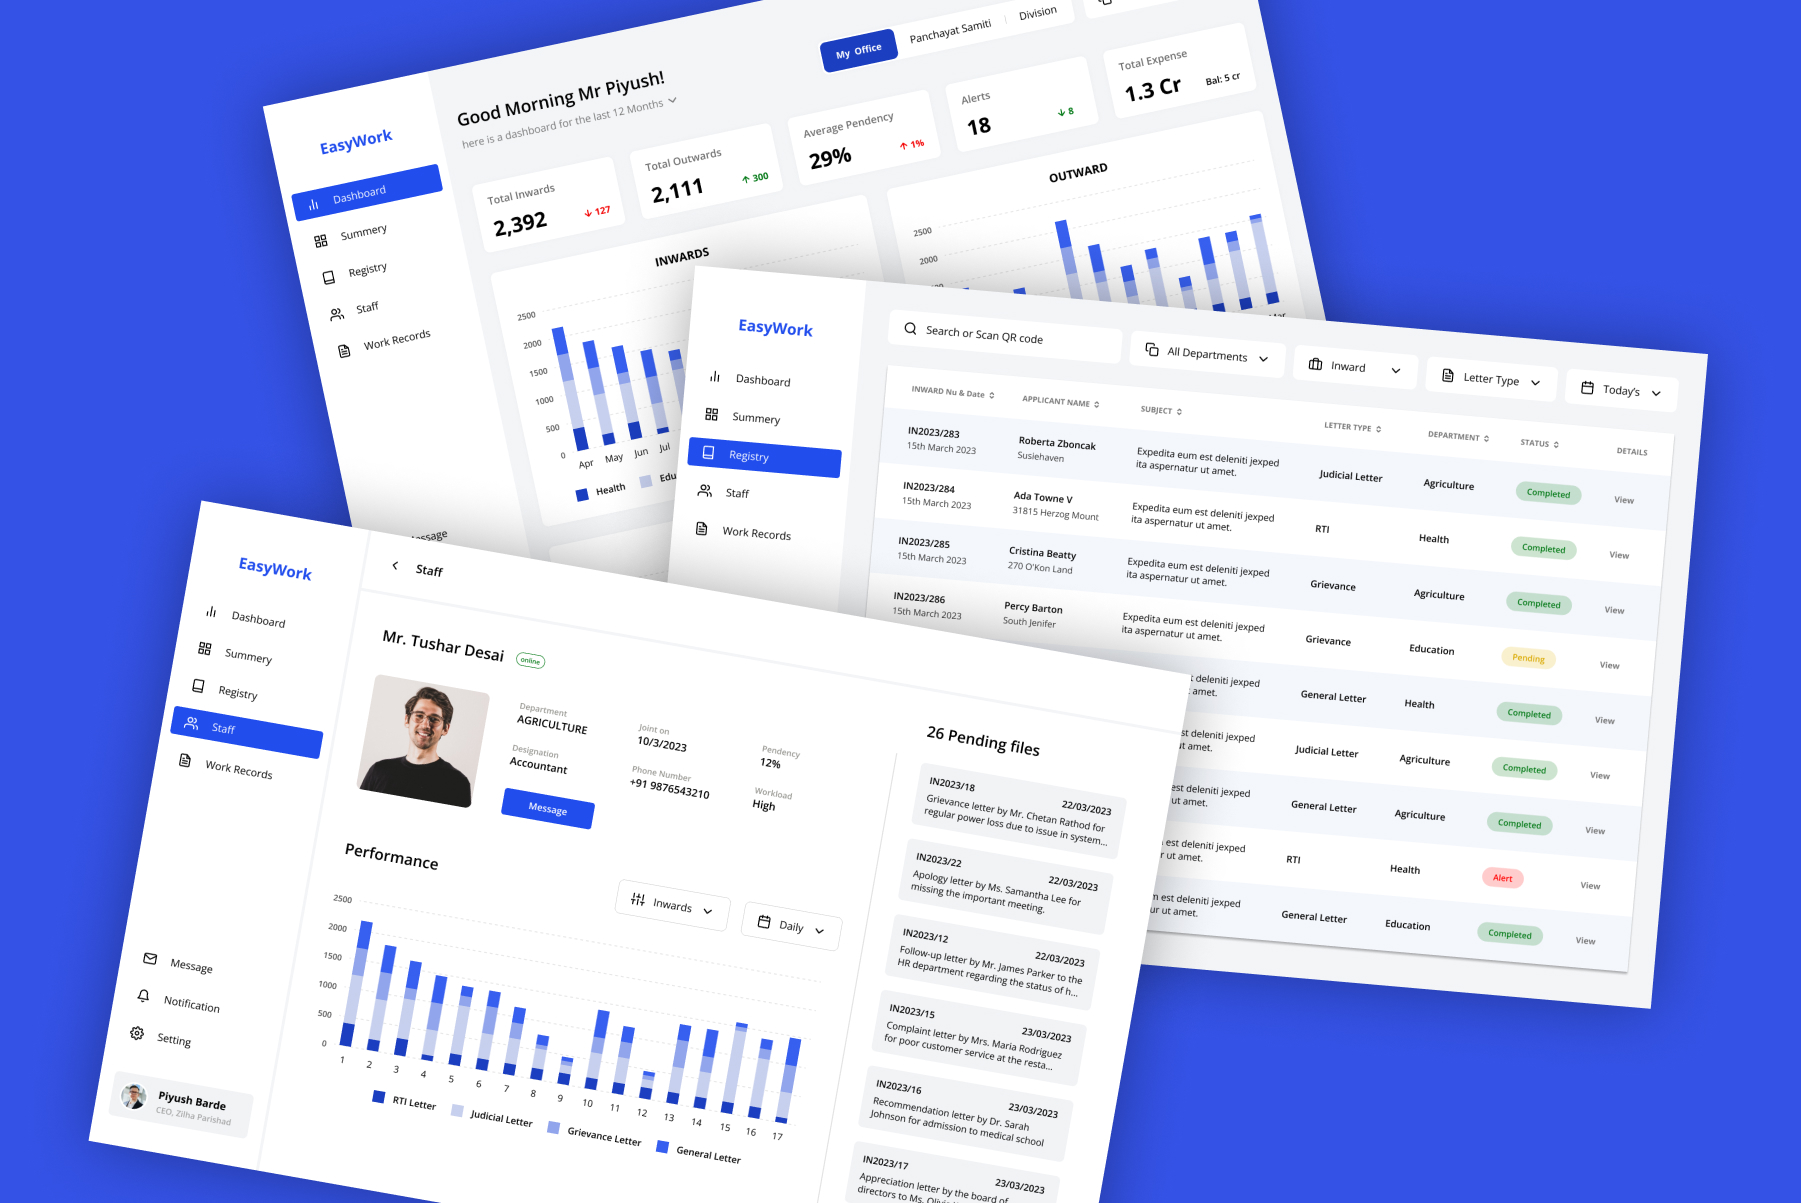 EasyWork
Dashboard
Summery
Registry
Staff
Work Records
Good Morning Mr Piyush!
here is a dashboard for the last 12 Months
My Office
Panchayat Samiti
Division
Total Inwards
2,392
127
Total Outwards
2,111
300
Average Pendency
29%
1%
Alerts
18
8
Total Expense
1.3 Cr
Bal: 5 cr
INWARDS
2500
2000
1500
1000
500
0
Apr May Jun Jul
Health
OUTWARD
2500
2000
EasyWork
Dashboard
Summery
Registry
Staff
Work Records
Search or Scan QR code
All Departments
Inward
Letter Type
Today's
INWARD Nu & Date
APPLICANT NAME
SUBJECT
LETTER TYPE
DEPARTMENT
STATUS
DETAILS
IN2023/283
15th March 2023
Roberta Zboncak
Susiehaven
Expedita eum est deleniti jexped
ita aspernatur ut amet.
Judicial Letter
Agriculture
Completed
View
IN2023/284
15th March 2023
Ada Towne V
31815 Herzog Mount
Expedita eum est deleniti jexped
ita aspernatur ut amet.
RTI
Health
Completed
View
IN2023/285
15th March 2023
Cristina Beatty
270 O'Kon Land
Expedita eum est deleniti jexped
ita aspernatur ut amet.
Grievance
Agriculture
Completed
View
IN2023/286
15th March 2023
Percy Barton
South Jenifer
Expedita eum est deleniti jexped
ita aspernatur ut amet.
Grievance
Education
Pending
View
est deleniti jexped
amet.
General Letter
Health
Completed
View
est deleniti jexped
ut amet.
Judicial Letter
Agriculture
Completed
View
est deleniti jexped
ut amet.
General Letter
Agriculture
Completed
View
est deleniti jexped
ut amet.
RTI
Health
Alert
View
est deleniti jexped
ut amet.
General Letter
Education
Completed
View
EasyWork
Dashboard
Summery
Registry
Staff
Work Records
Message
Notification
Setting
Piyush Barde
CEO, Zilha Parishad
Staff
Mr. Tushar Desai
online
Department
AGRICULTURE
Joint on
10/3/2023
Pendency
12%
Designation
Accountant
Phone Number
+91 9876543210
Workload
High
Message
Performance
Inwards
Daily
2500
2000
1500
1000
500
0
1 2 3 4 5 6 7 8 9 10 11 12 13 14 15 16 17
RTI Letter
Judicial Letter
Grievance Letter
General Letter
26 Pending files
IN2023/18
22/03/2023
Grievance letter by Mr. Chetan Rathod for
regular power loss due to issue in system...
IN2023/22
22/03/2023
Apology letter by Ms. Samantha Lee for
missing the important meeting.
IN2023/12
22/03/2023
Follow-up letter by Mr. James Parker to the
HR department regarding the status of h...
IN2023/15
23/03/2023
Complaint letter by Mrs. Maria Rodriguez
for poor customer service at the resta...
IN2023/16
23/03/2023
Recommendation letter by Dr. Sarah
Johnson for admission to medical school
IN2023/17
23/03/2023
Appreciation letter by the board of
directors to Ms.